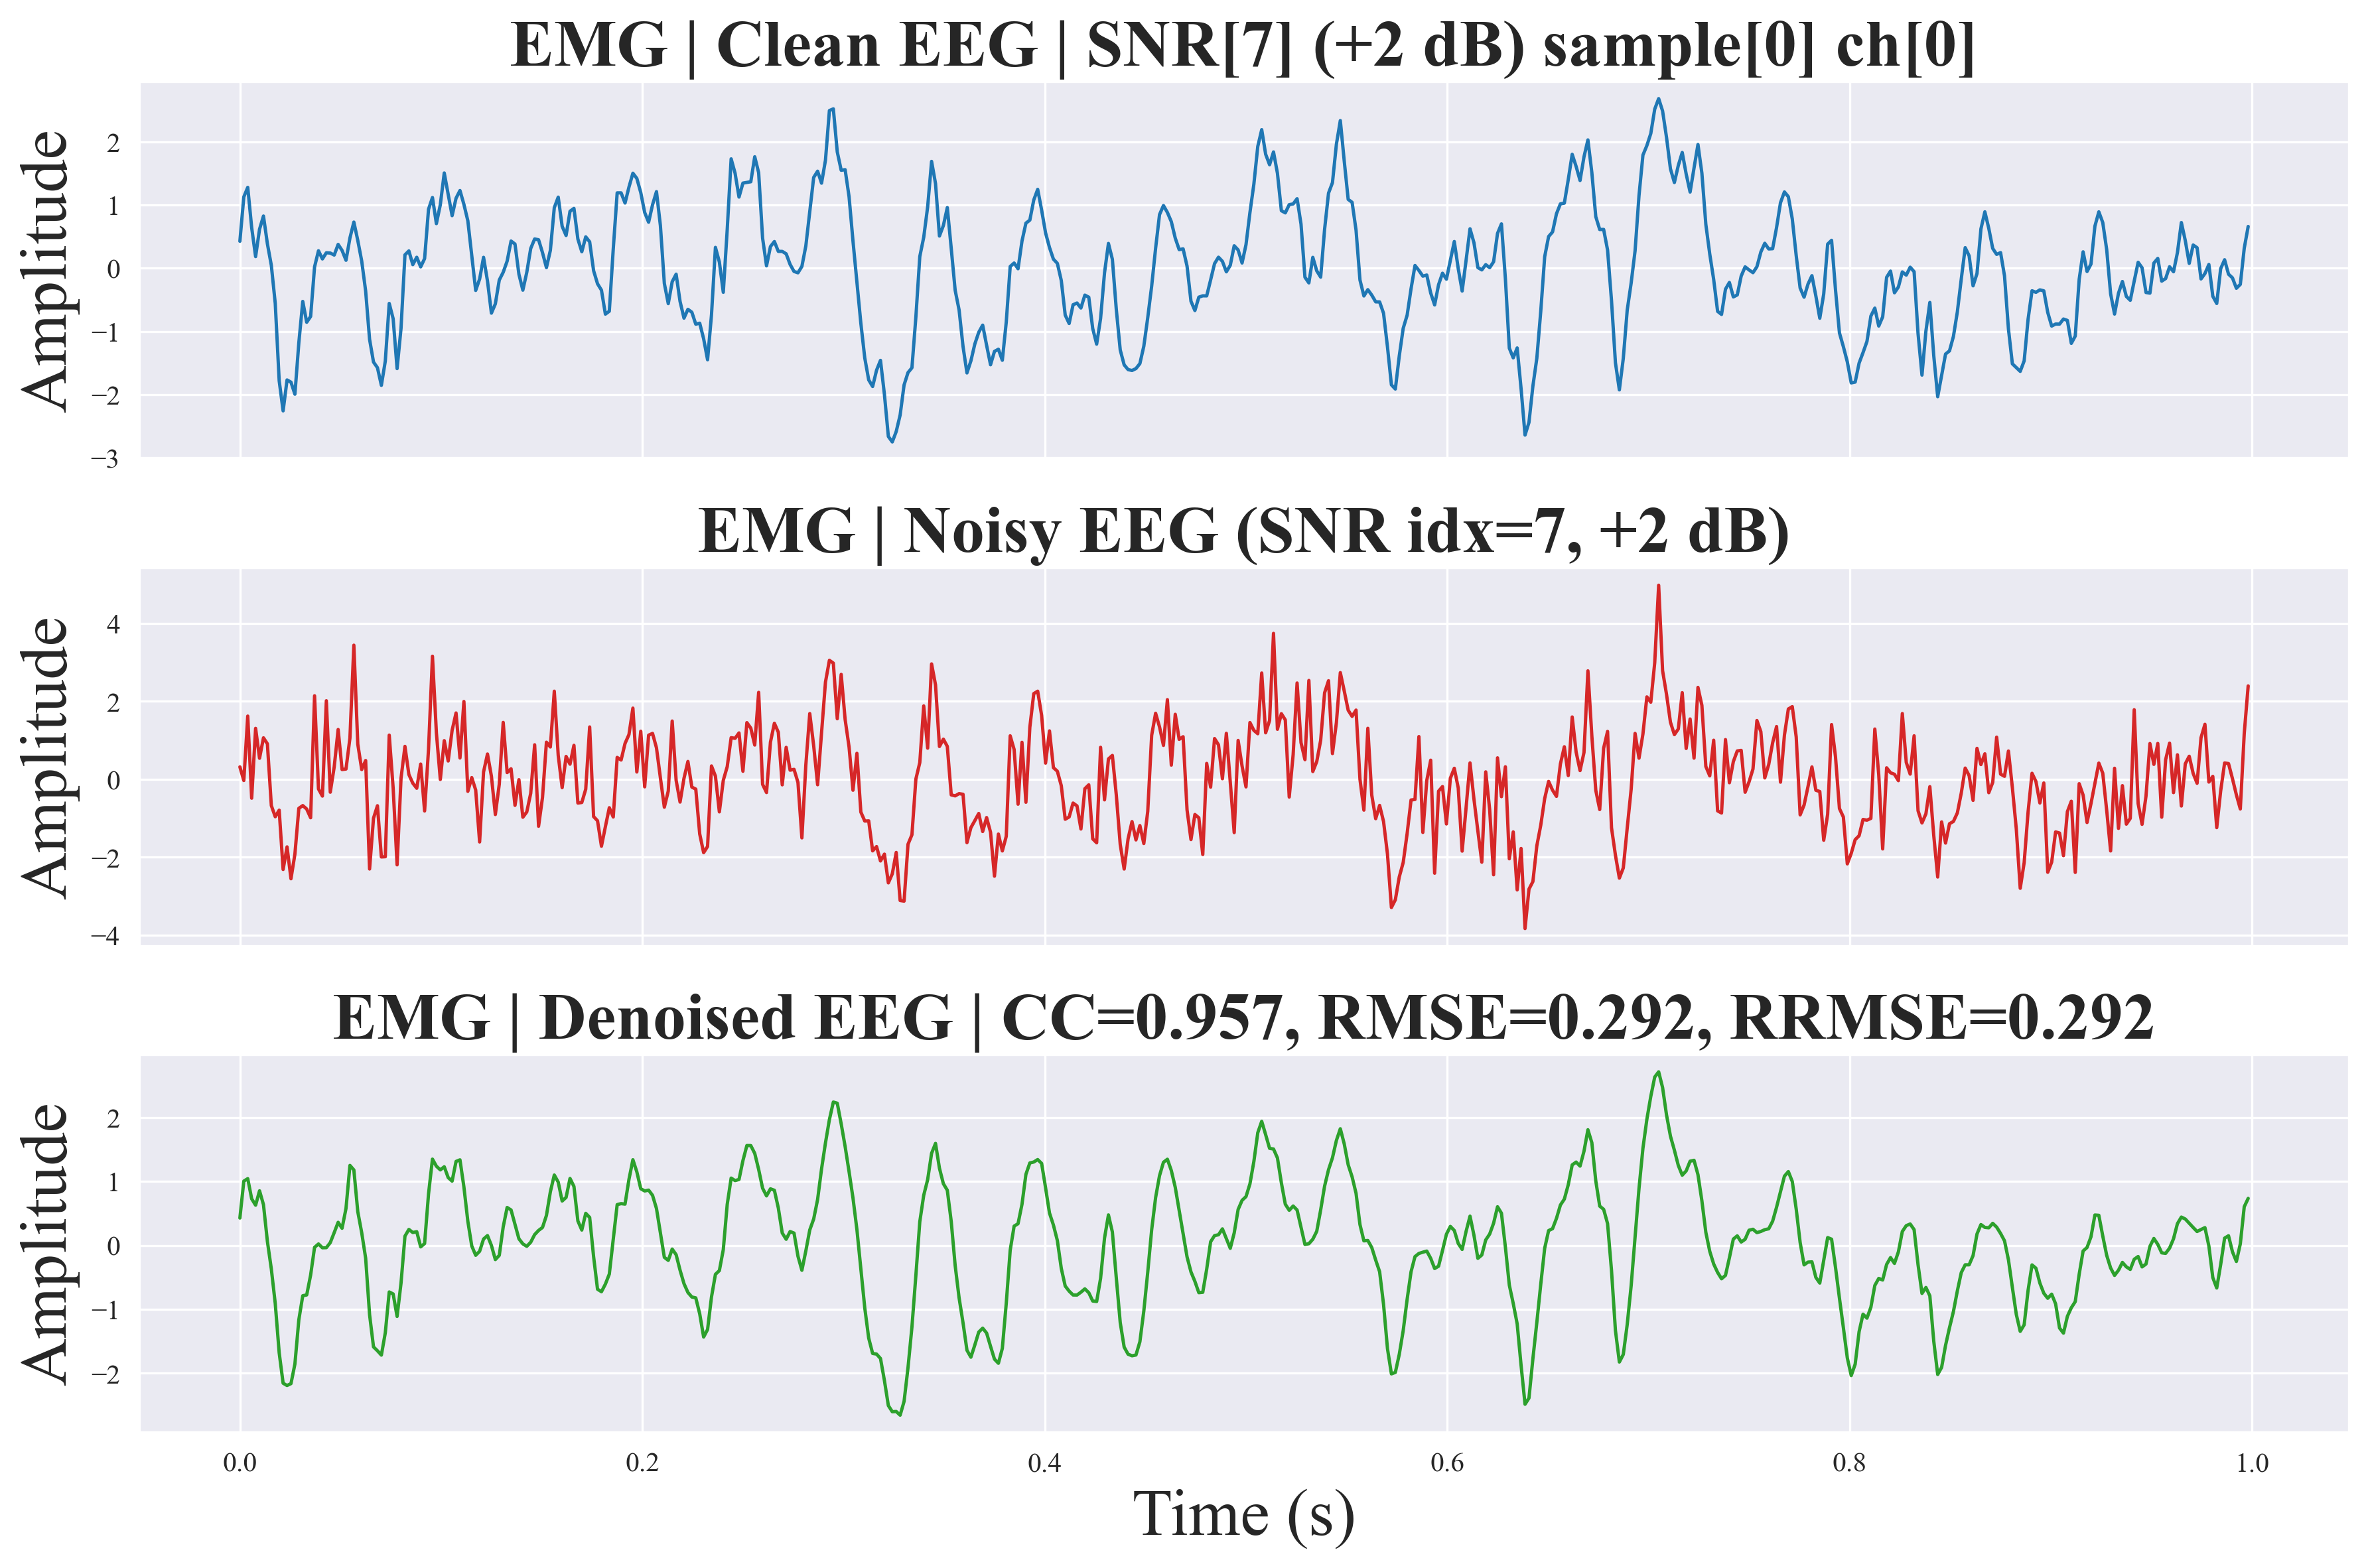 EMG | Clean EEG | SNR[7] (+2 dB) sample[0] ch[0]
Amplitude
2
1
0
−1
−2
−3
EMG | Noisy EEG (SNR idx=7, +2 dB)
Amplitude
4
2
0
−2
−4
EMG | Denoised EEG | CC=0.957, RMSE=0.292, RRMSE=0.292
Amplitude
2
1
0
−1
−2
0.0 0.2 0.4 0.6 0.8 1.0
Time (s)